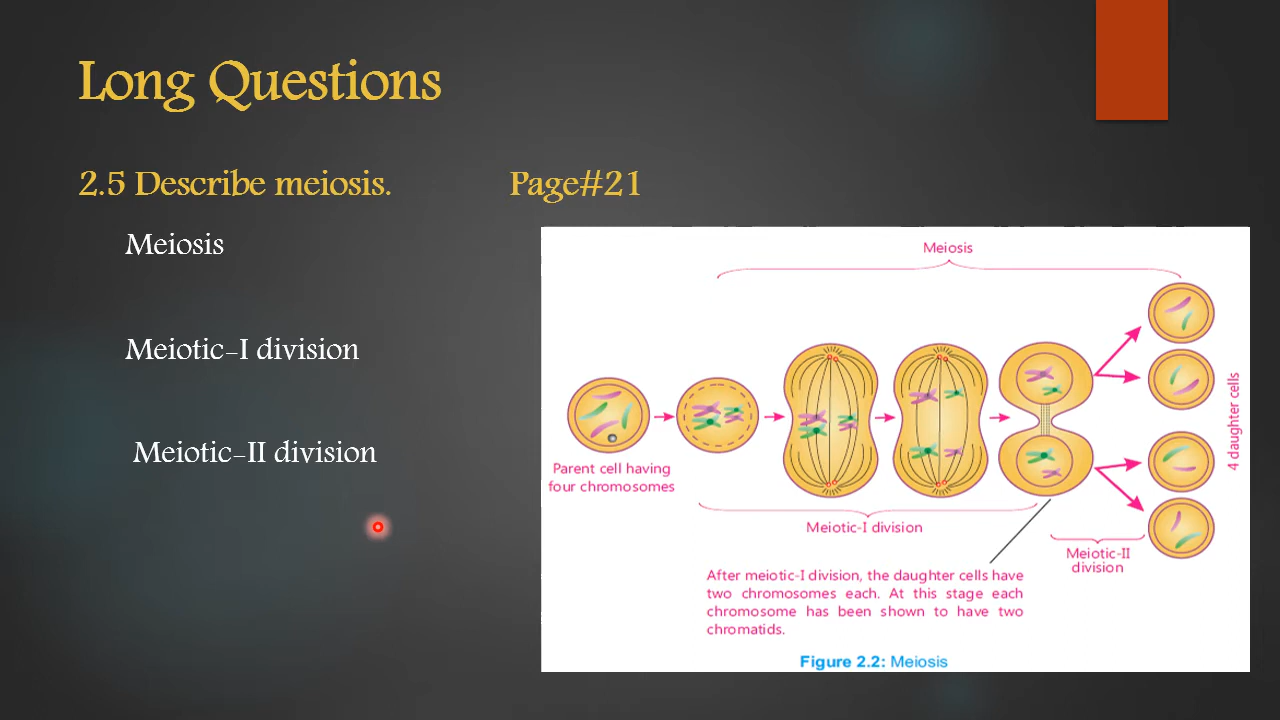 Long Questions
2.5 Describe meiosis. Page#21
Meiosis
Meiotic-I division
Meiotic-II division
Meiosis
Parent cell having
four chromosomes
Meiotic-I division
4 daughter cells
Meiotic-II
division
After meiotic-I division, the daughter cells have
two chromosomes each. At this stage each
chromosome has been shown to have two
chromatids.
Figure 2.2: Meiosis